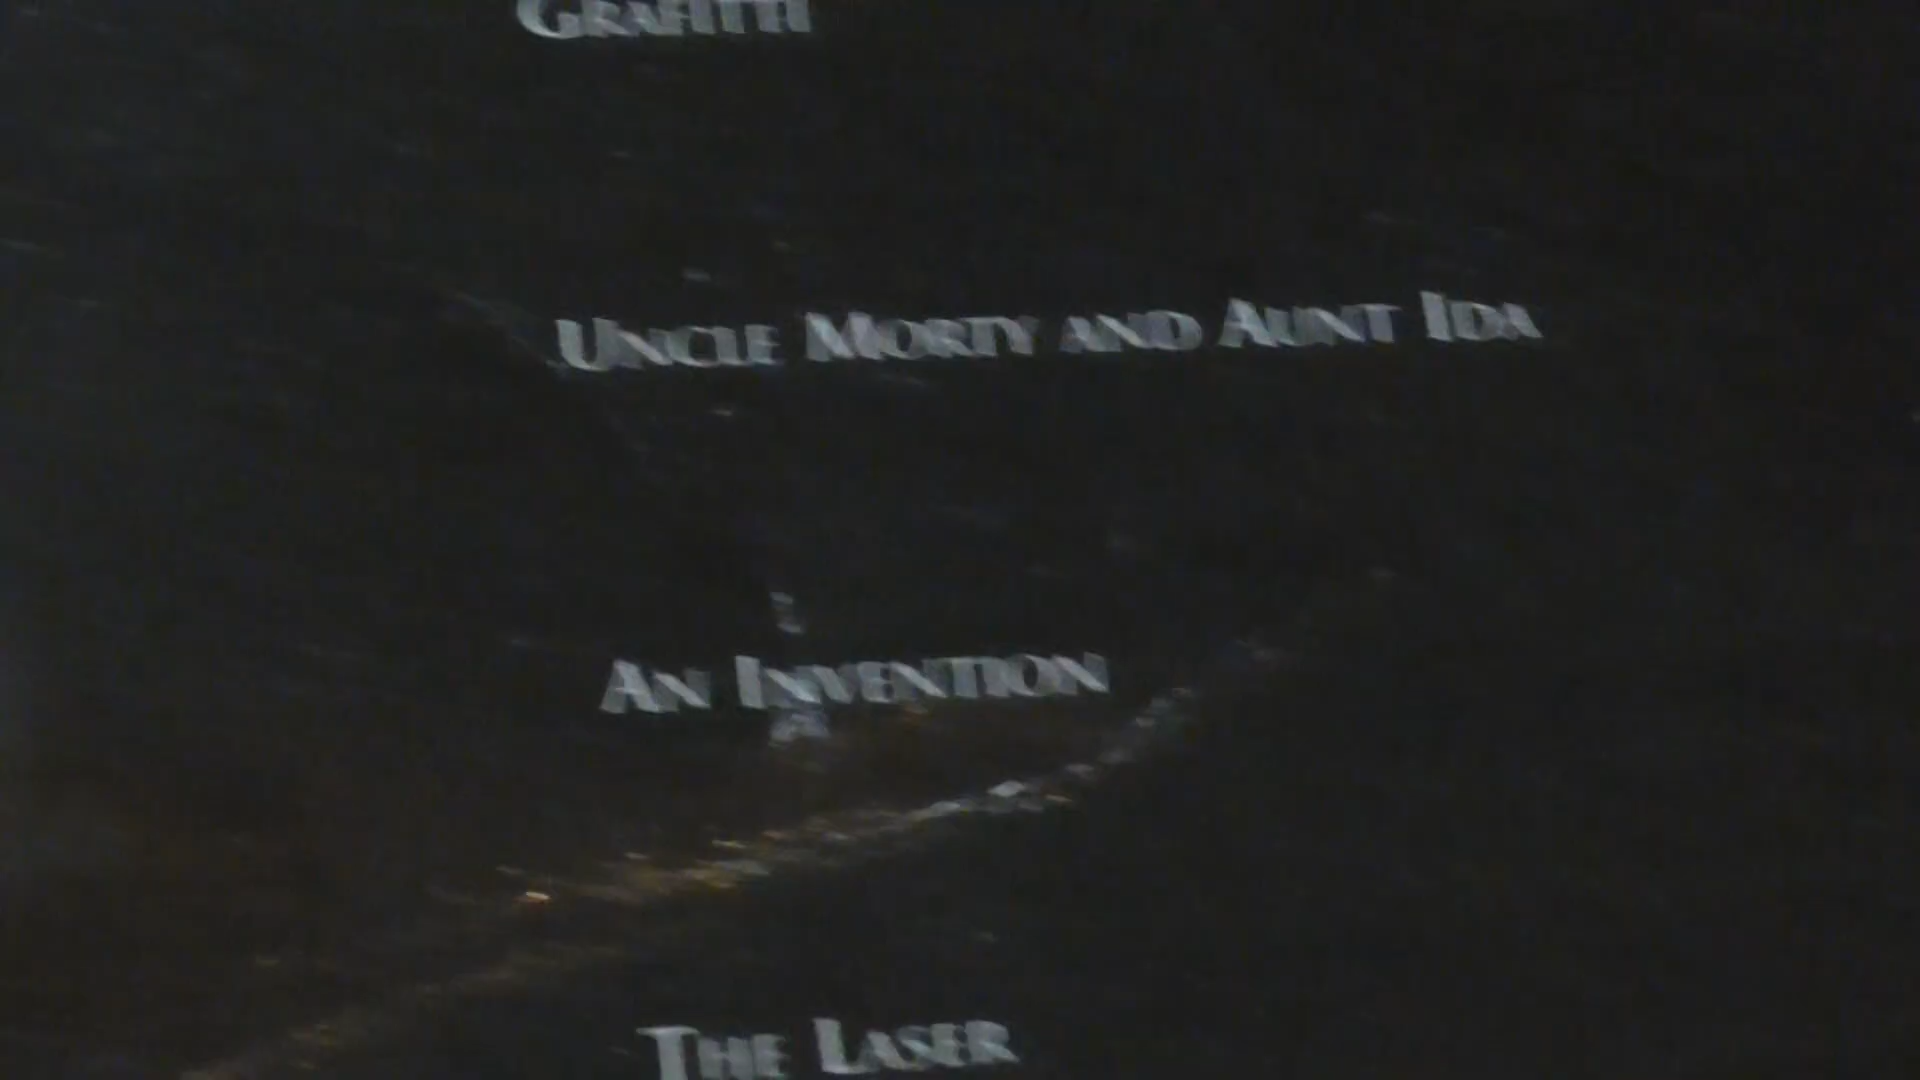 Graffiti
Uncle Morty and Aunt Ida
An Invention
The Laser